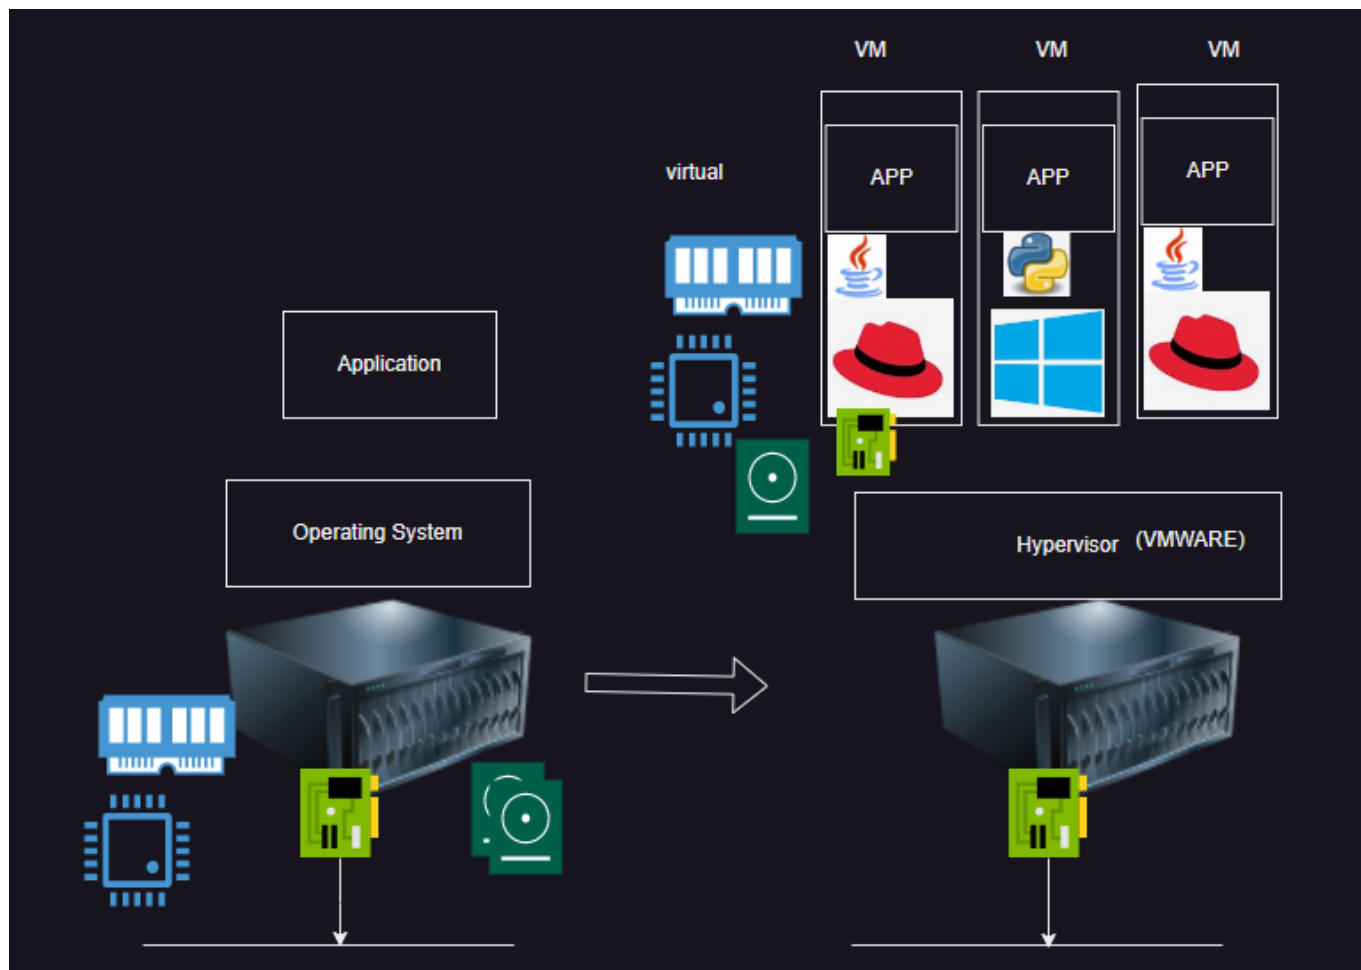 VM
VM
VM
virtual
APP
APP
APP
Application
Operating System
Hypervisor (VMWARE)